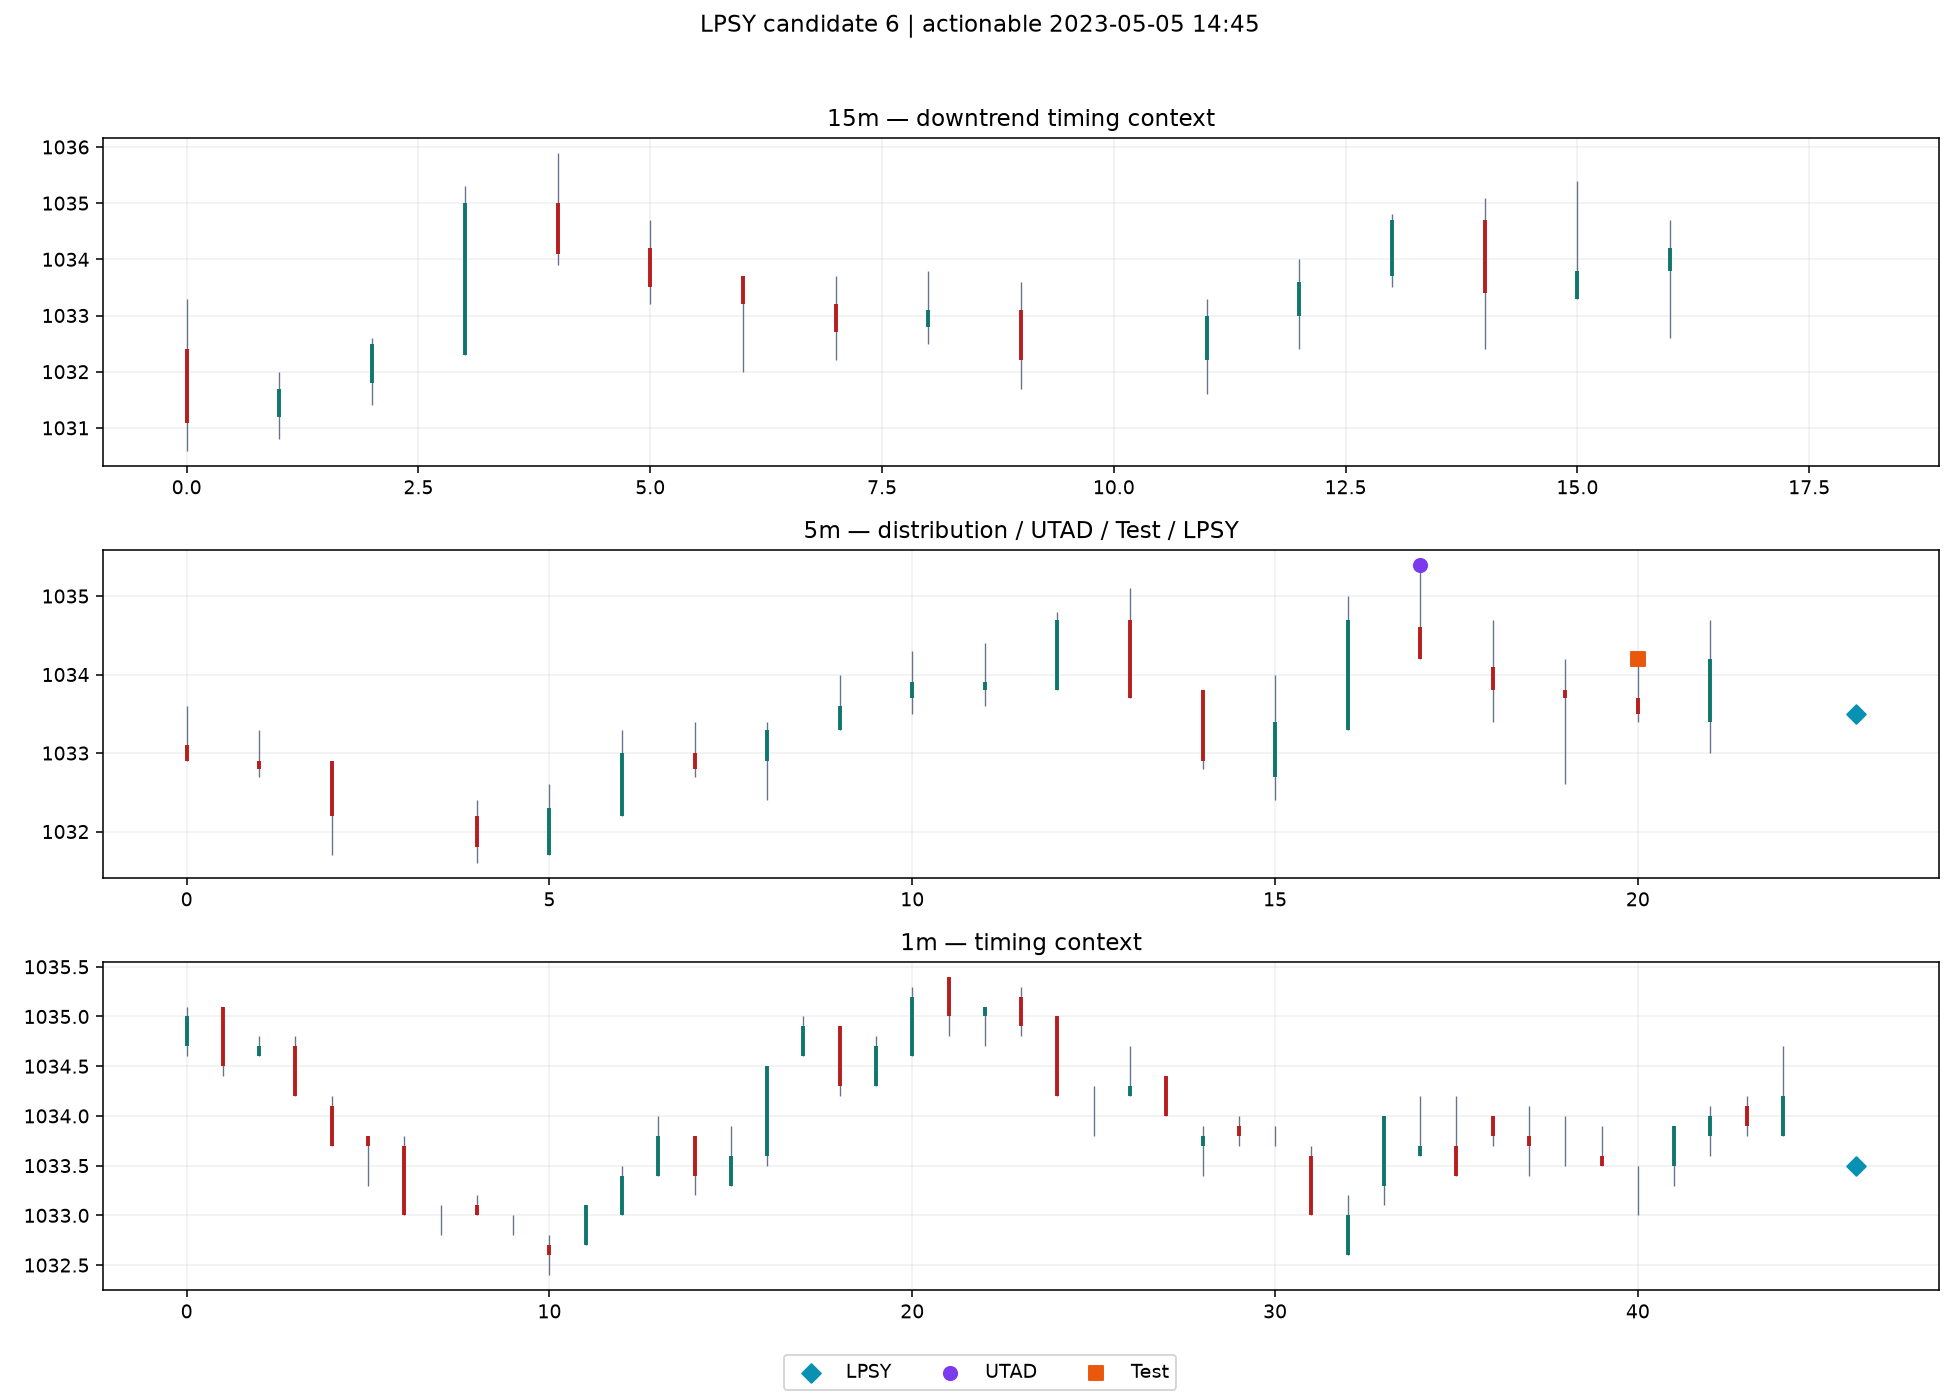 LPSY candidate 6 | actionable 2023-05-05 14:45
15m — downtrend timing context
1036
1035
1034
1033
1032
1031
0.0 2.5 5.0 7.5 10.0 12.5 15.0 17.5
5m — distribution / UTAD / Test / LPSY
1035
1034
1033
1032
0 5 10 15 20
1m — timing context
1035.5
1035.0
1034.5
1034.0
1033.5
1033.0
1032.5
0 10 20 30 40
LPSY UTAD Test